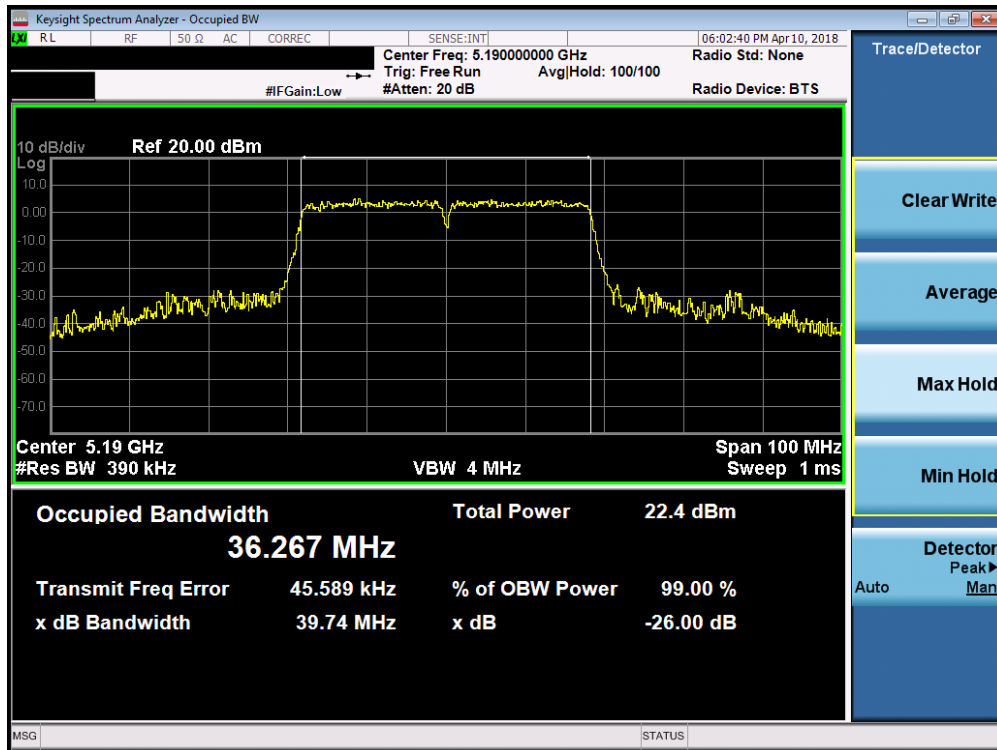 Keysight Spectrum Analyzer - Occupied BW
LXI RL RF 50 Ω AC CORREC SENSE:INT 06:02:40 PM Apr 10, 2018
Center Freq: 5.190000000 GHz Radio Std: None
Trig: Free Run Avg|Hold: 100/100
#IFGain:Low #Atten: 20 dB Radio Device: BTS
10 dB/div Ref 20.00 dBm
Log
10.0
0.00
-10.0
-20.0
-30.0
-40.0
-50.0
-60.0
-70.0
Center 5.19 GHz Span 100 MHz
#Res BW 390 kHz VBW 4 MHz Sweep 1 ms
Occupied Bandwidth Total Power 22.4 dBm
36.267 MHz
Transmit Freq Error 45.589 kHz % of OBW Power 99.00 %
x dB Bandwidth 39.74 MHz x dB -26.00 dB
MSG STATUS
Trace/Detector
Clear Write
Average
Max Hold
Min Hold
Detector
Peak▶
Auto Man